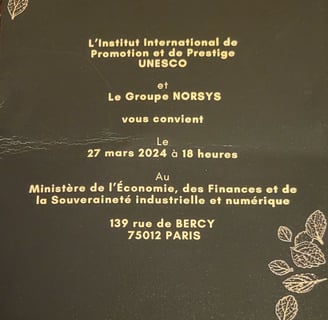 L'Institut International de
Promotion et de Prestige
UNESCO
et
Le Groupe NORSYS
vous convient
Le
27 mars 2024 à 18 heures
Au
Ministère de l'Économie, des Finances et de
la Souveraineté industrielle et numérique
139 rue de BERCY
75012 PARIS